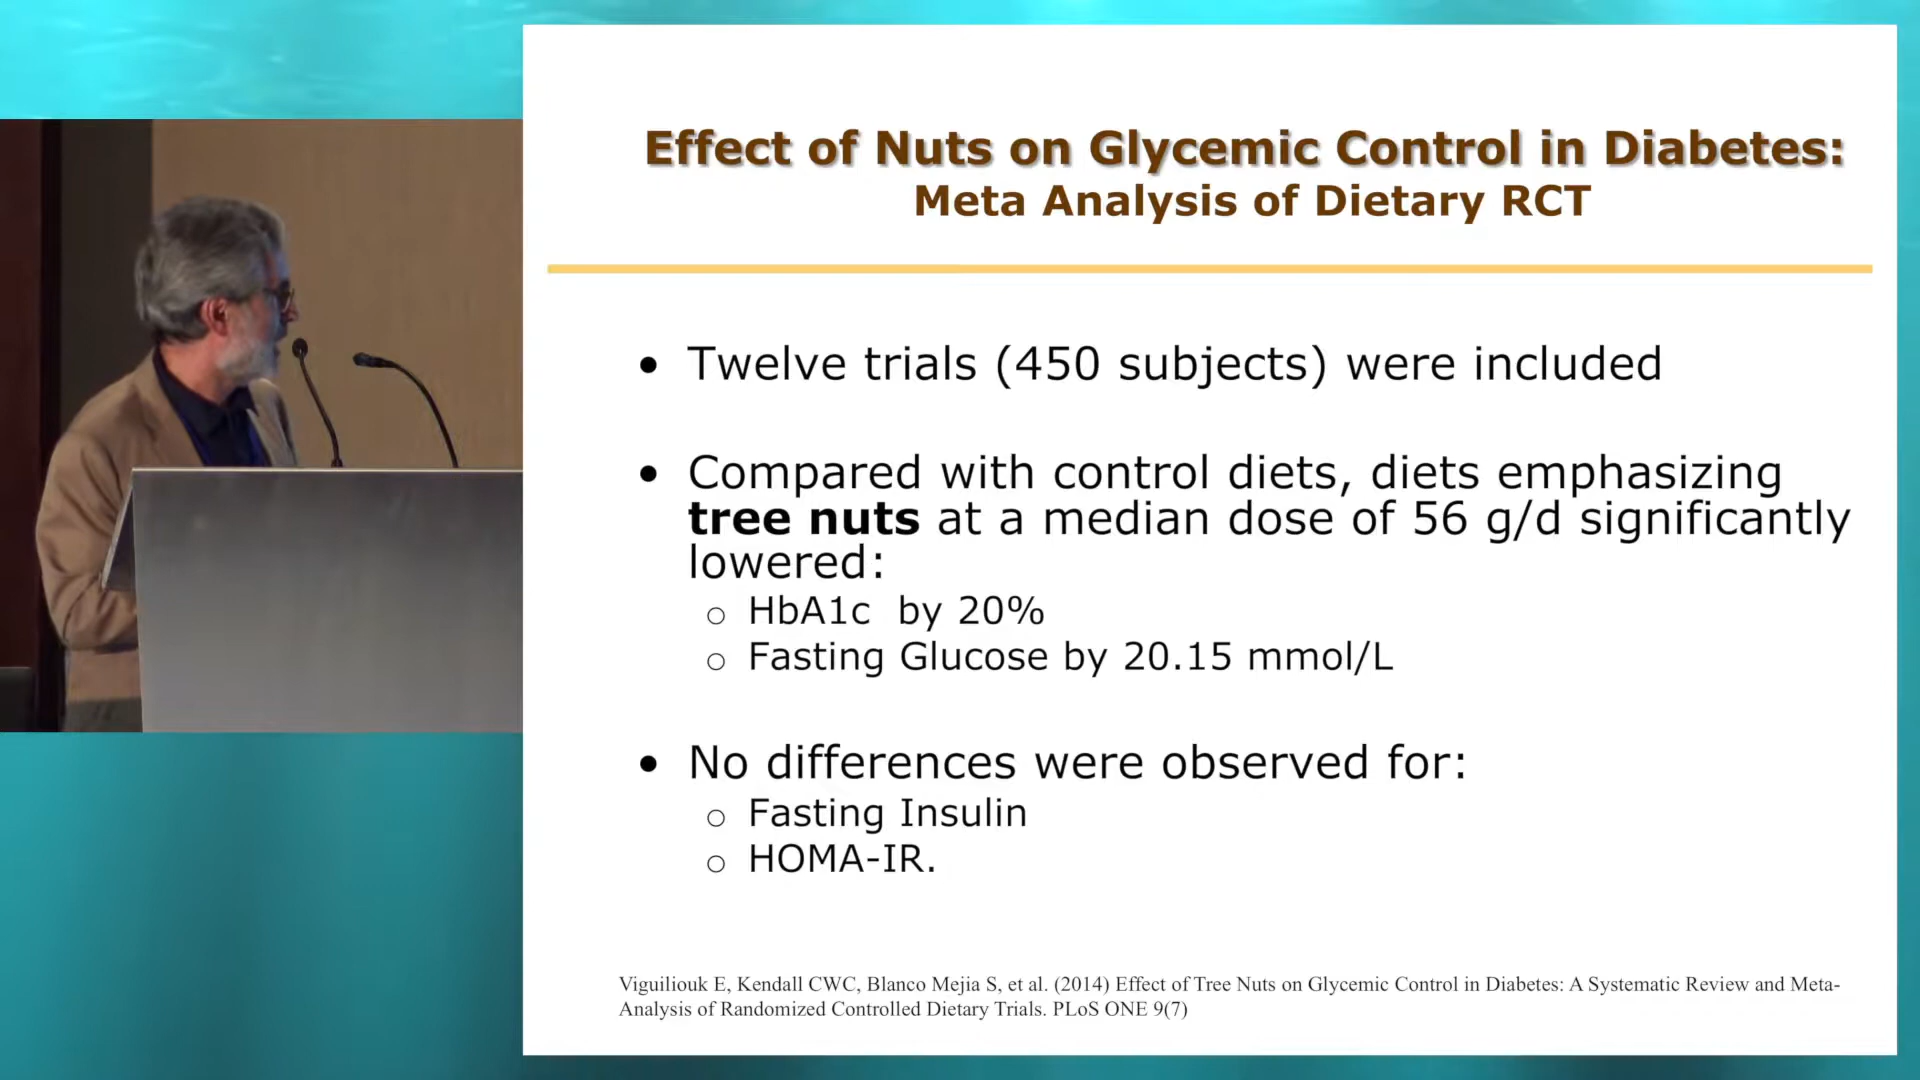 Effect of Nuts on Glycemic Control in Diabetes:
Meta Analysis of Dietary RCT
• Twelve trials (450 subjects) were included
• Compared with control diets, diets emphasizing
tree nuts at a median dose of 56 g/d significantly
lowered:
o HbA1c by 20%
o Fasting Glucose by 20.15 mmol/L
• No differences were observed for:
o Fasting Insulin
o HOMA-IR.
Viguiliouk E, Kendall CWC, Blanco Mejia S, et al. (2014) Effect of Tree Nuts on Glycemic Control in Diabetes: A Systematic Review and Meta-
Analysis of Randomized Controlled Dietary Trials. PLoS ONE 9(7)